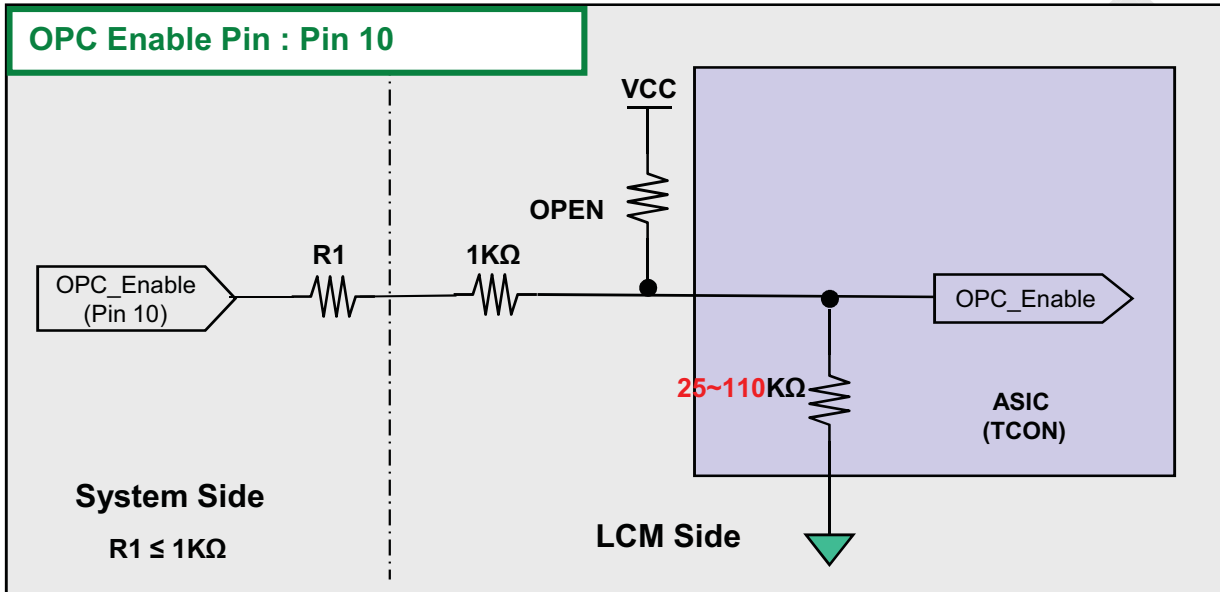 OPC Enable Pin : Pin 10
VCC
OPEN
R1
1KΩ
OPC_Enable
(Pin 10)
OPC_Enable
25~110KΩ
ASIC
(TCON)
System Side
R1 ≤ 1KΩ
LCM Side